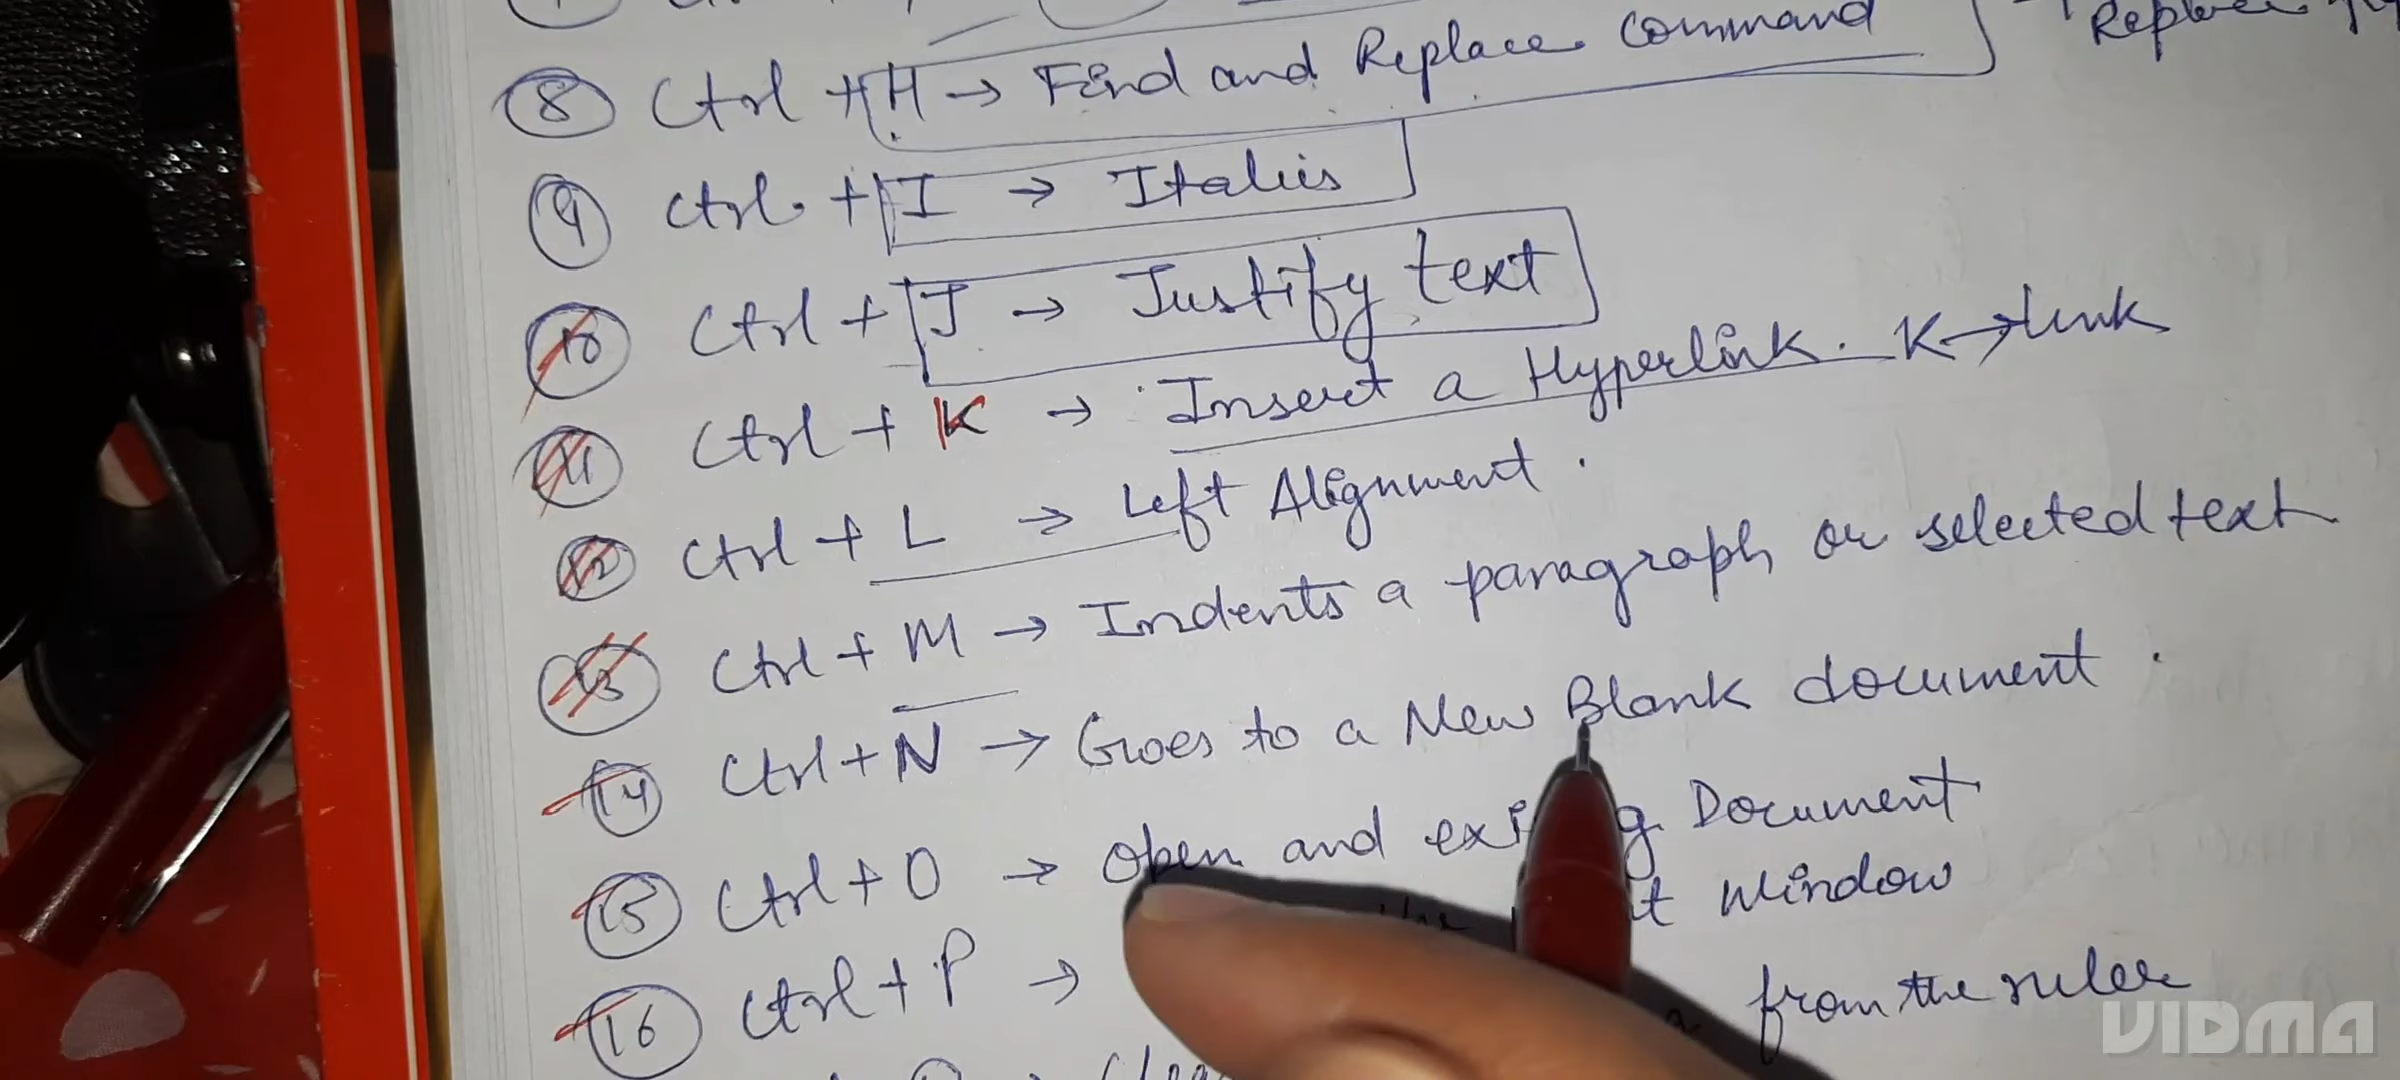 Replace
8 Ctrl + H → Find and Replace Command
9 Ctrl + I → Italics
10 Ctrl + J → Justify text
11 Ctrl + K → Insert a Hyperlink. K → link
12 Ctrl + L → Left Alignment.
13 Ctrl + M → Indents a paragraph or selected text
14 Ctrl + N → Goes to a New Blank document.
15 Ctrl + O → Open and Document
16 Ctrl + P → Window
from the ruler
VIDMA